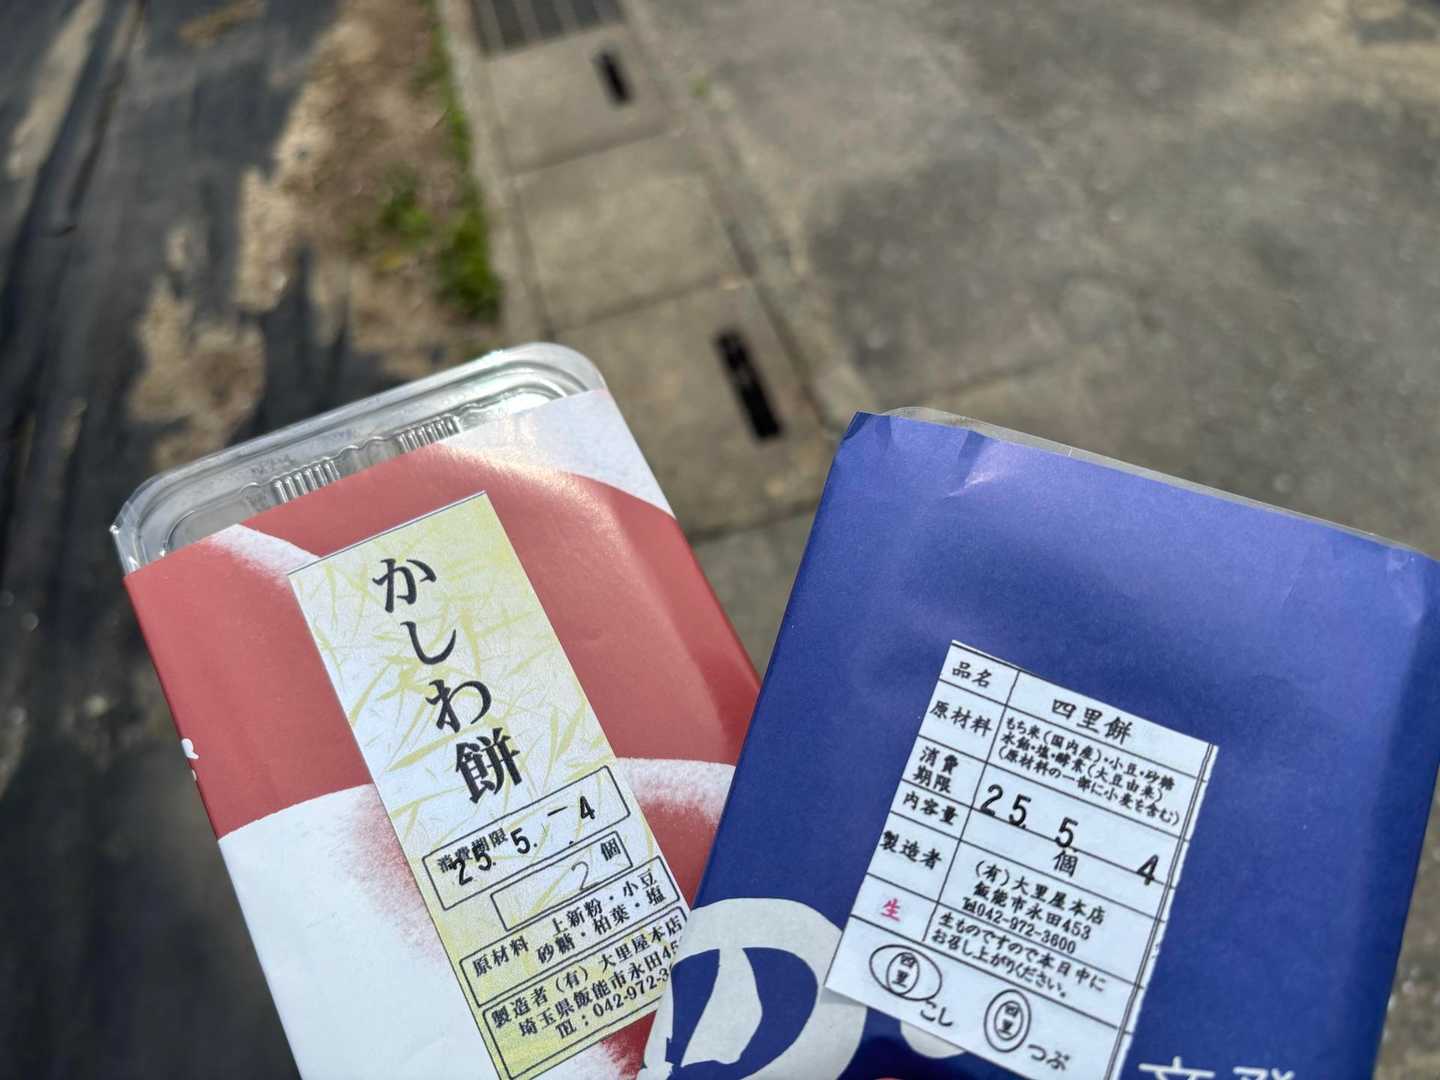 かしわ餅
消費期限
25. 5. - 4
2個
原材料 上新粉・小豆
砂糖・柏葉・塩
製造者 (有)大里屋本店
埼玉県飯能市永田45
℡:042-972-3
品名 四里餅
原材料 もち米(国内産)・小豆・砂糖
水飴・塩・酵素(大豆由来)
(原材料の一部に小麦を含む)
消費期限 25. 5. 4
内容量 個
製造者 (有)大里屋本店
飯能市永田453
℡042-972-3600
生 生ものですので本日中に
お召し上がりください。
四里 こし 四里 つぶ
の